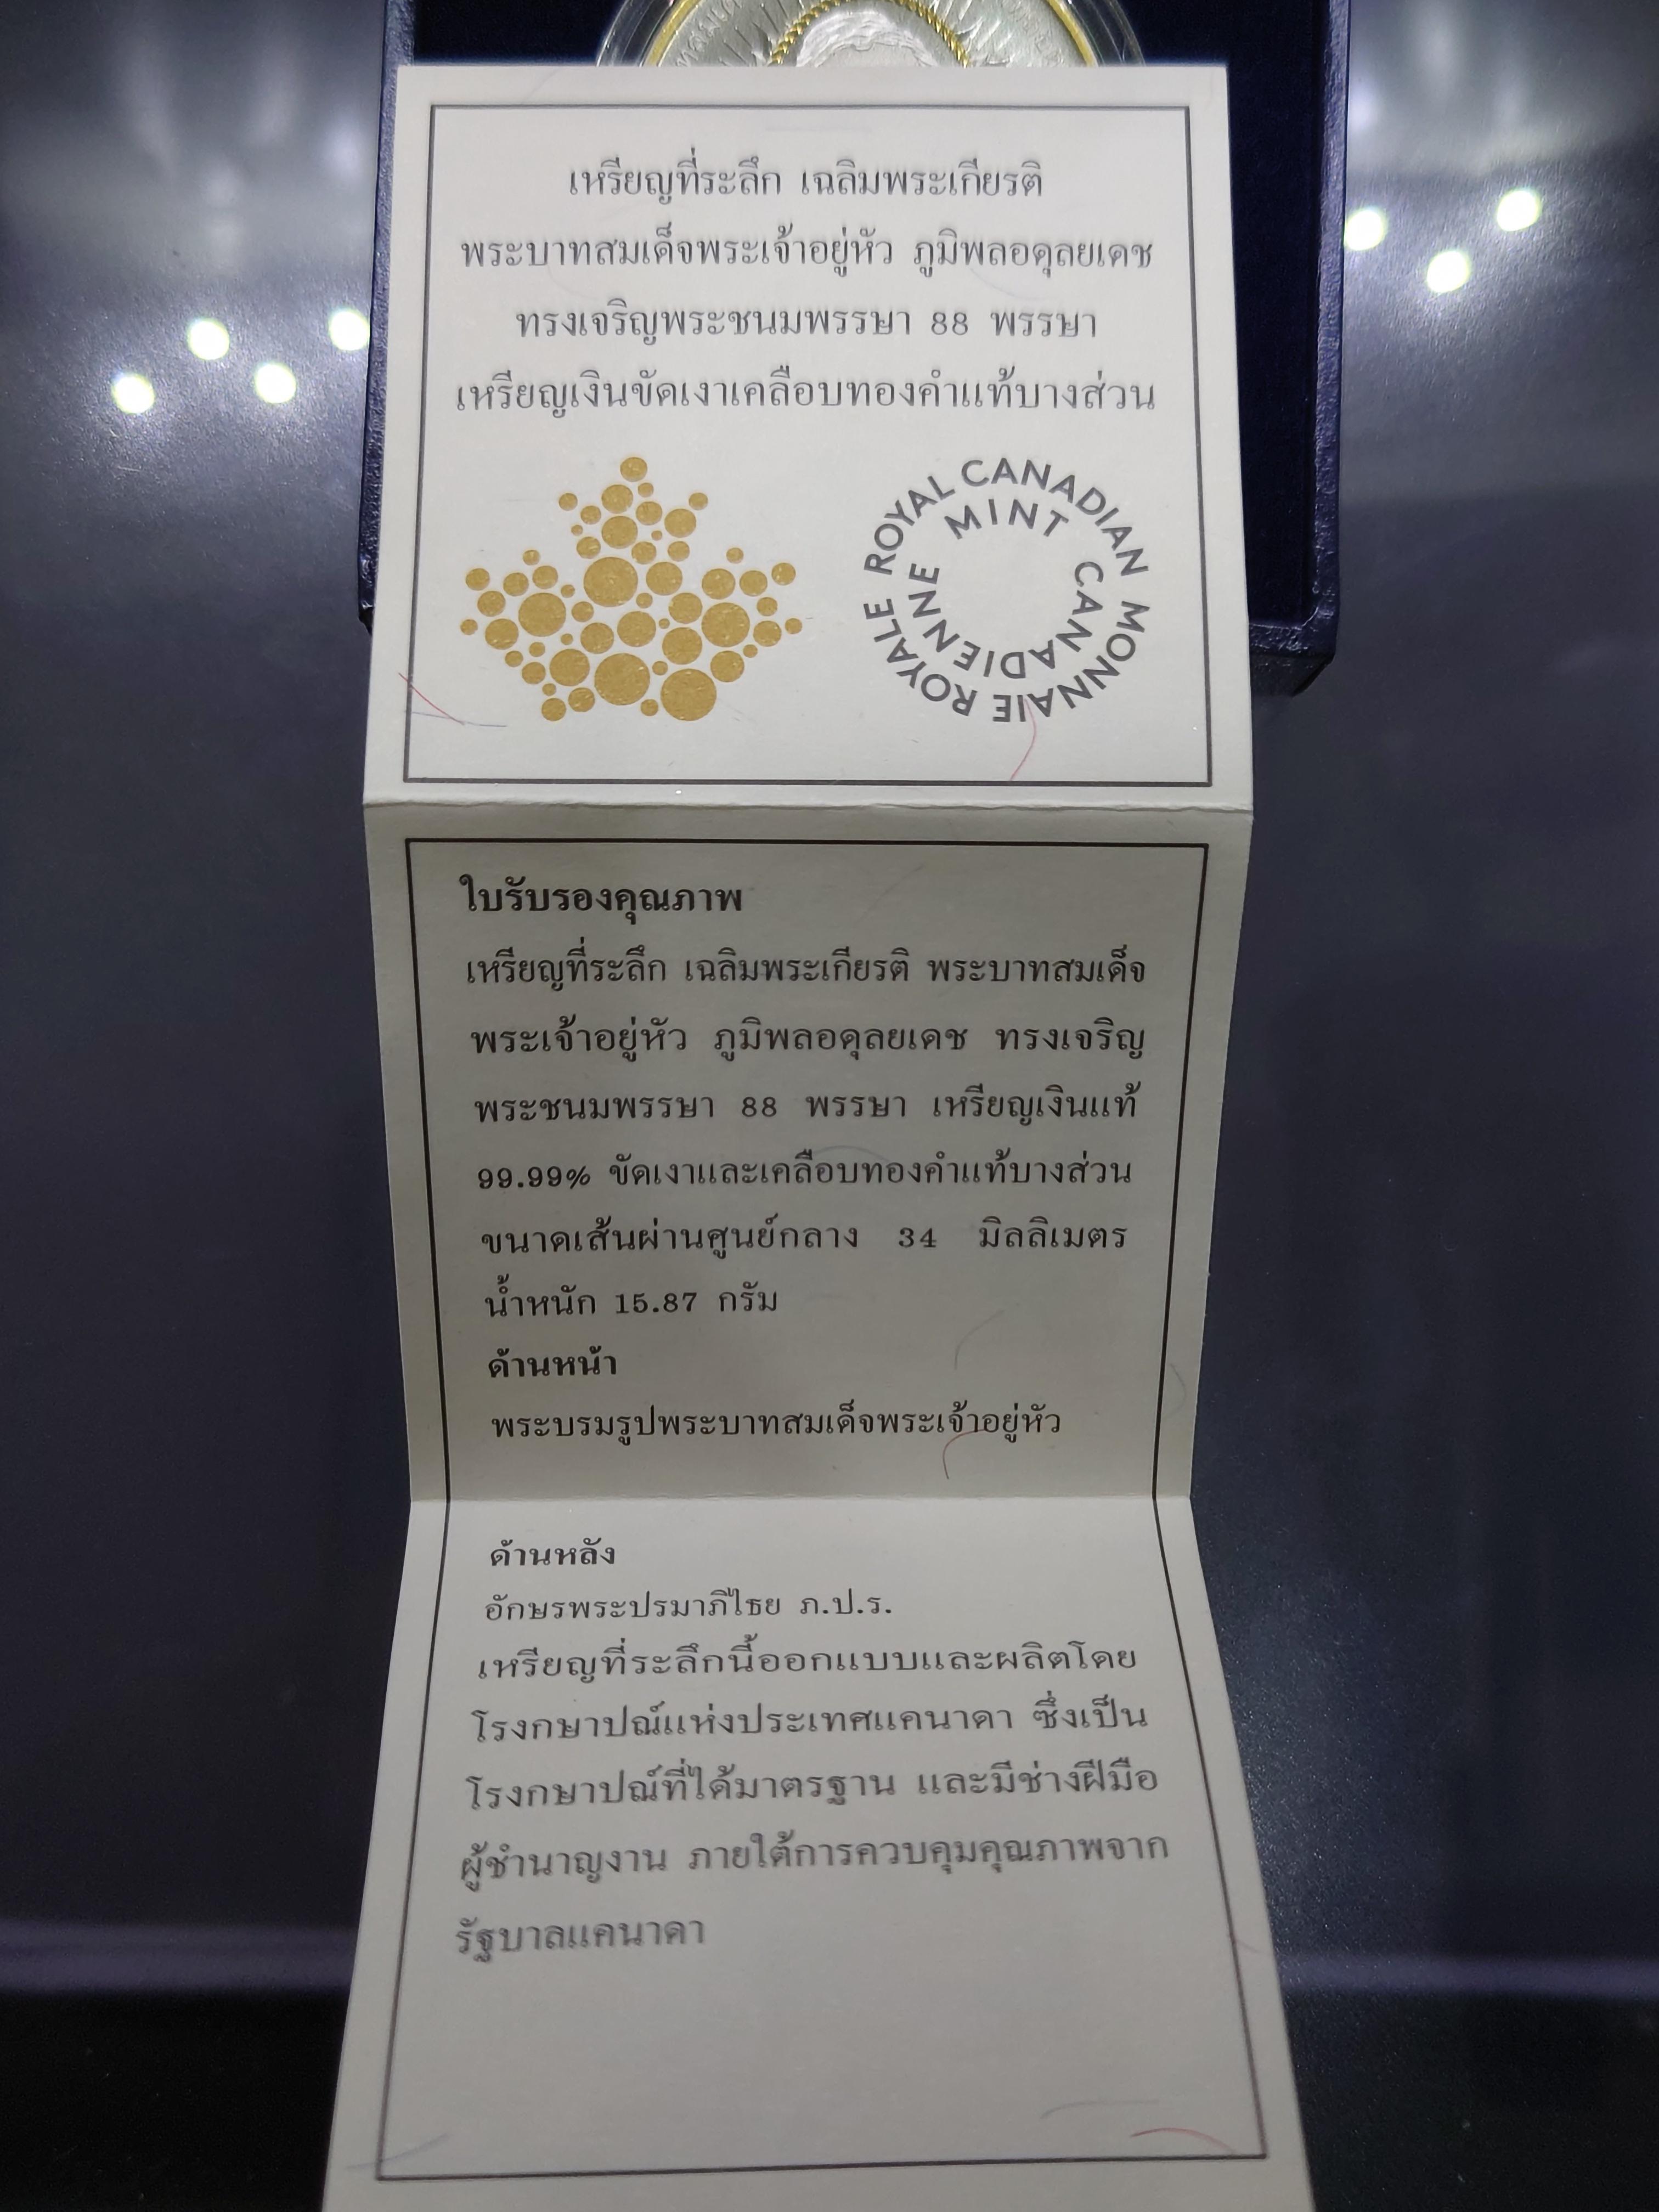 เหรียญที่ระลึก เฉลิมพระเกียรติ
พระบาทสมเด็จพระเจ้าอยู่หัว ภูมิพลอดุลยเดช
ทรงเจริญพระชนมพรรษา 88 พรรษา
เหรียญเงินขัดเงาเคลือบทองคำแท้บางส่วน
ROYAL CANADIAN MINT CANADA
MONNAIE ROYALE CANADIENNE
ใบรับรองคุณภาพ
เหรียญที่ระลึก เฉลิมพระเกียรติ พระบาทสมเด็จ
พระเจ้าอยู่หัว ภูมิพลอดุลยเดช ทรงเจริญ
พระชนมพรรษา 88 พรรษา เหรียญเงินแท้
99.99% ขัดเงาและเคลือบทองคำแท้บางส่วน
ขนาดเส้นผ่านศูนย์กลาง 34 มิลลิเมตร
น้ำหนัก 15.87 กรัม
ด้านหน้า
พระบรมรูปพระบาทสมเด็จพระเจ้าอยู่หัว
ด้านหลัง
อักษรพระปรมาภิไธย ภ.ป.ร.
เหรียญที่ระลึกนี้ออกแบบและผลิตโดย
โรงกษาปณ์แห่งประเทศแคนาดา ซึ่งเป็น
โรงกษาปณ์ที่ได้มาตรฐาน และมีช่างฝีมือ
ผู้ชำนาญงาน ภายใต้การควบคุมคุณภาพจาก
รัฐบาลแคนาดา